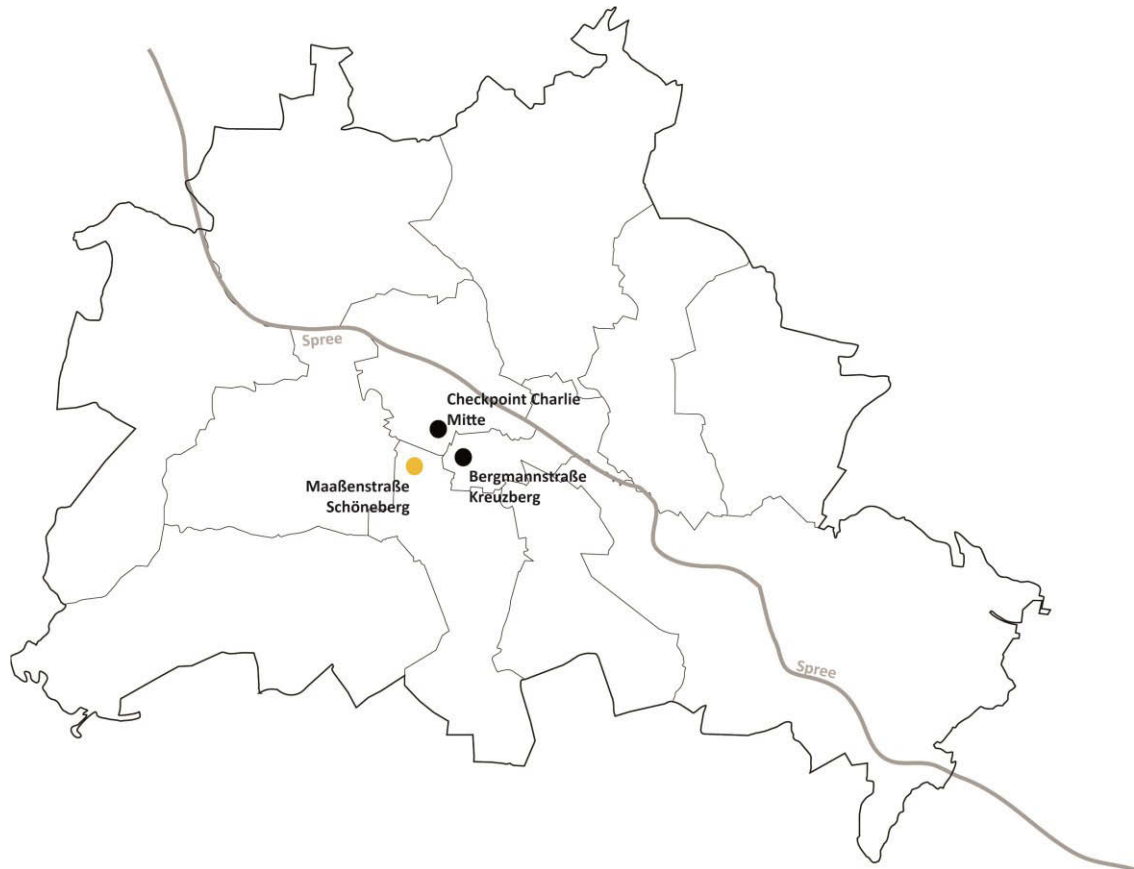 Spree
Checkpoint Charlie
Mitte
Maaßenstraße
Schöneberg
Bergmannstraße
Kreuzberg
Spree